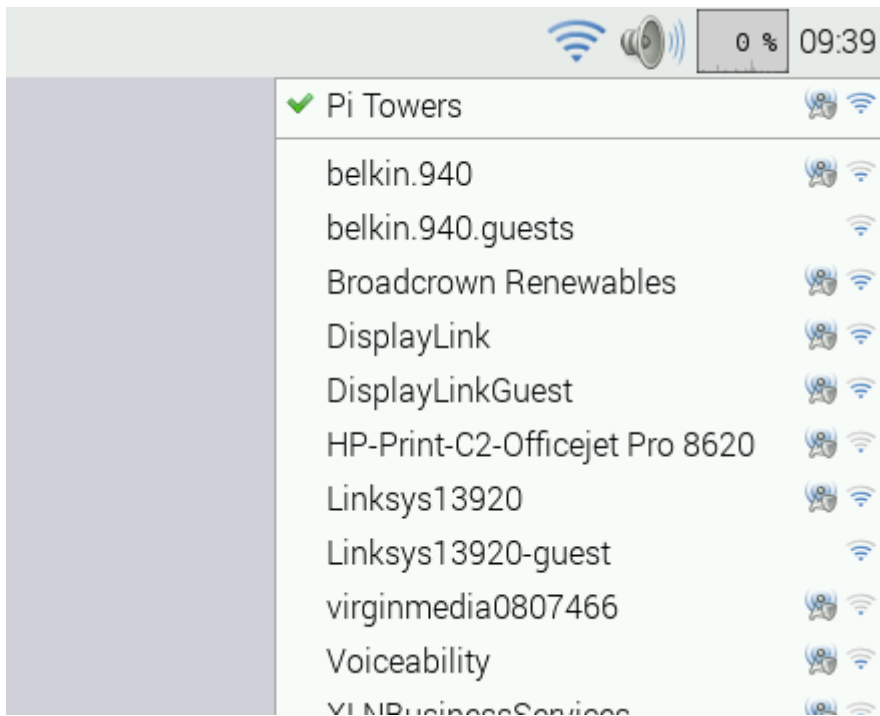 0 % 09:39
Pi Towers
belkin.940
belkin.940.guests
Broadcrown Renewables
DisplayLink
DisplayLinkGuest
HP-Print-C2-Officejet Pro 8620
Linksys13920
Linksys13920-guest
virginmedia0807466
Voiceability
XLNBusinessServices